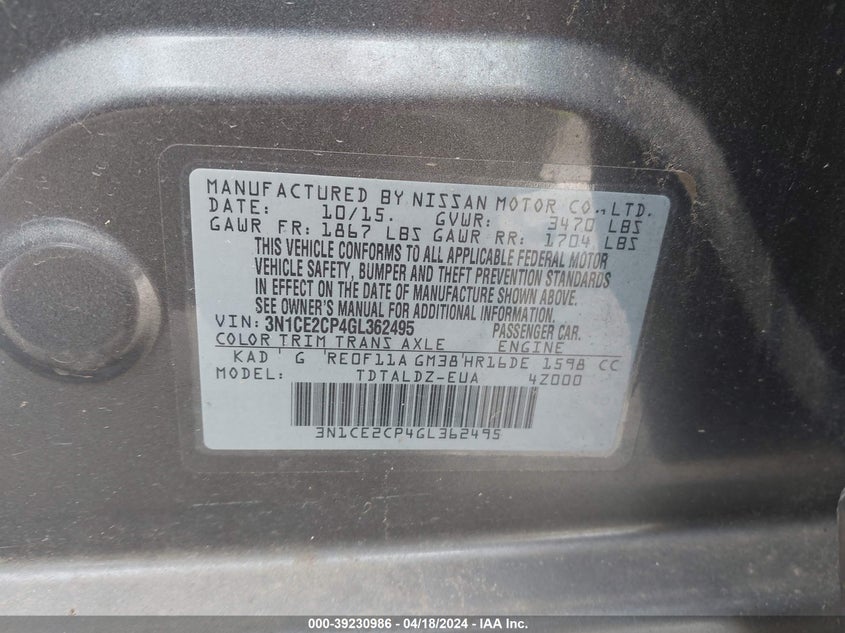 MANUFACTURED BY NISSAN MOTOR CO., LTD.
DATE: 10/15. GVWR: 3470 LBS
GAWR FR: 1867 LBS GAWR RR: 1704 LBS
THIS VEHICLE CONFORMS TO ALL APPLICABLE FEDERAL MOTOR
VEHICLE SAFETY, BUMPER AND THEFT PREVENTION STANDARDS
IN EFFECT ON THE DATE OF MANUFACTURE SHOWN ABOVE.
SEE OWNER'S MANUAL FOR ADDITIONAL INFORMATION.
VIN: 3N1CE2CP4GL362495 PASSENGER CAR.
COLOR TRIM TRANS AXLE ENGINE
KAD G RE0F11A GM38 HR16DE 1598 CC
MODEL: TDTALDZ-EUA 4Z000
3N1CE2CP4GL362495
000-39230986 / 04/18/2024 - IAA Inc.